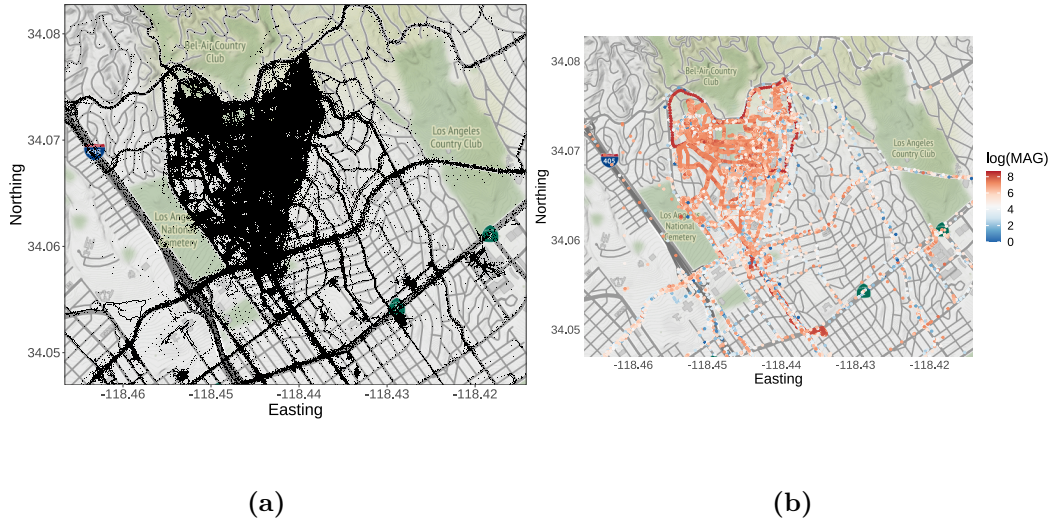 34.08
34.07
34.06
34.05
Northing
Bel-Air Country
Club
Los Angeles
Country Club
405
Los Angeles
National
Cemetery
-118.46
-118.45
-118.44
-118.43
-118.42
Easting
(a)
34.08
34.07
34.06
34.05
Northing
Bel-Air Country
Club
Los Angeles
Country Club
405
Los Angeles
National
Cemetery
-118.46
-118.45
-118.44
-118.43
-118.42
Easting
log(MAG)
8
6
4
2
0
(b)